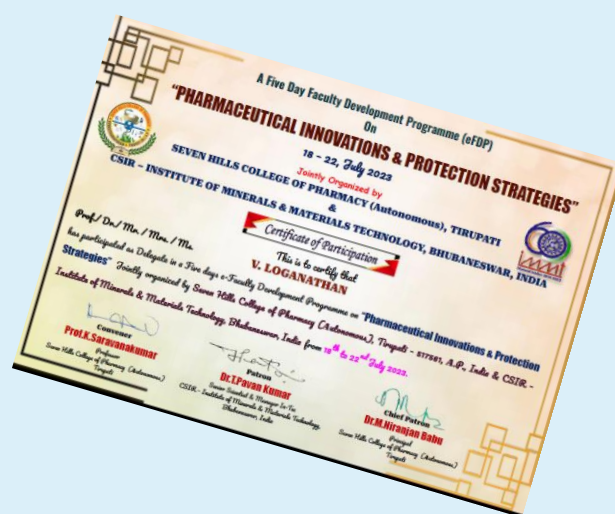 A Five Day Faculty Development Programme (eFDP)
On
"PHARMACEUTICAL INNOVATIONS & PROTECTION STRATEGIES"
18 - 22, July 2023
Jointly Organized by
SEVEN HILLS COLLEGE OF PHARMACY (Autonomous), TIRUPATI
&
CSIR - INSTITUTE OF MINERALS & MATERIALS TECHNOLOGY, BHUBANESWAR, INDIA
Certificate of Participation
This is to certify that
Prof./ Dr./ Mr. / Mrs. / Ms. V. LOGANATHAN
has participated as Delegate in a Five days e-Faculty Development Programme on "Pharmaceutical Innovations & Protection
Strategies" Jointly organized by Seven Hills College of Pharmacy (Autonomous), Tirupati - 517561, A.P., India & CSIR -
Institute of Minerals & Materials Technology, Bhubaneswar, India from 18th to 22nd July 2023.
Convener
Prof.K.Saravanakumar
Professor
Seven Hills College of Pharmacy (Autonomous)
Tirupati
Patron
Dr.T.Pavan Kumar
Senior Scientist & Manager
CSIR - Institute of Minerals & Materials Technology,
Bhubaneswar, India
Chief Patron
Dr.M.Niranjan Babu
Principal
Seven Hills College of Pharmacy (Autonomous)
Tirupati